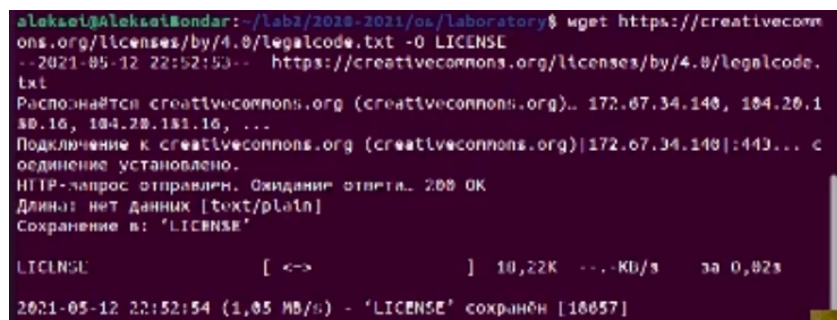 aleksei@AlekseiBondar:~/lab2/2020-2021/os/laboratory$ wget https://creativecomm
ons.org/licenses/by/4.0/legalcode.txt -O LICENSE
--2021-05-12 22:52:53--  https://creativecommons.org/licenses/by/4.0/legalcode.
txt
Распознаётся creativecommons.org (creativecommons.org)… 172.67.34.140, 104.20.1
50.16, 104.20.151.16, ...
Подключение к creativecommons.org (creativecommons.org)|172.67.34.140|:443... с
оединение установлено.
HTTP-запрос отправлен. Ожидание ответа… 200 OK
Длина: нет данных [text/plain]
Сохранение в: ‘LICENSE’
LICENSE [ <=> ] 18,22K --.-KB/s за 0,02s
2021-05-12 22:52:54 (1,05 MB/s) - ‘LICENSE’ сохранён [18657]